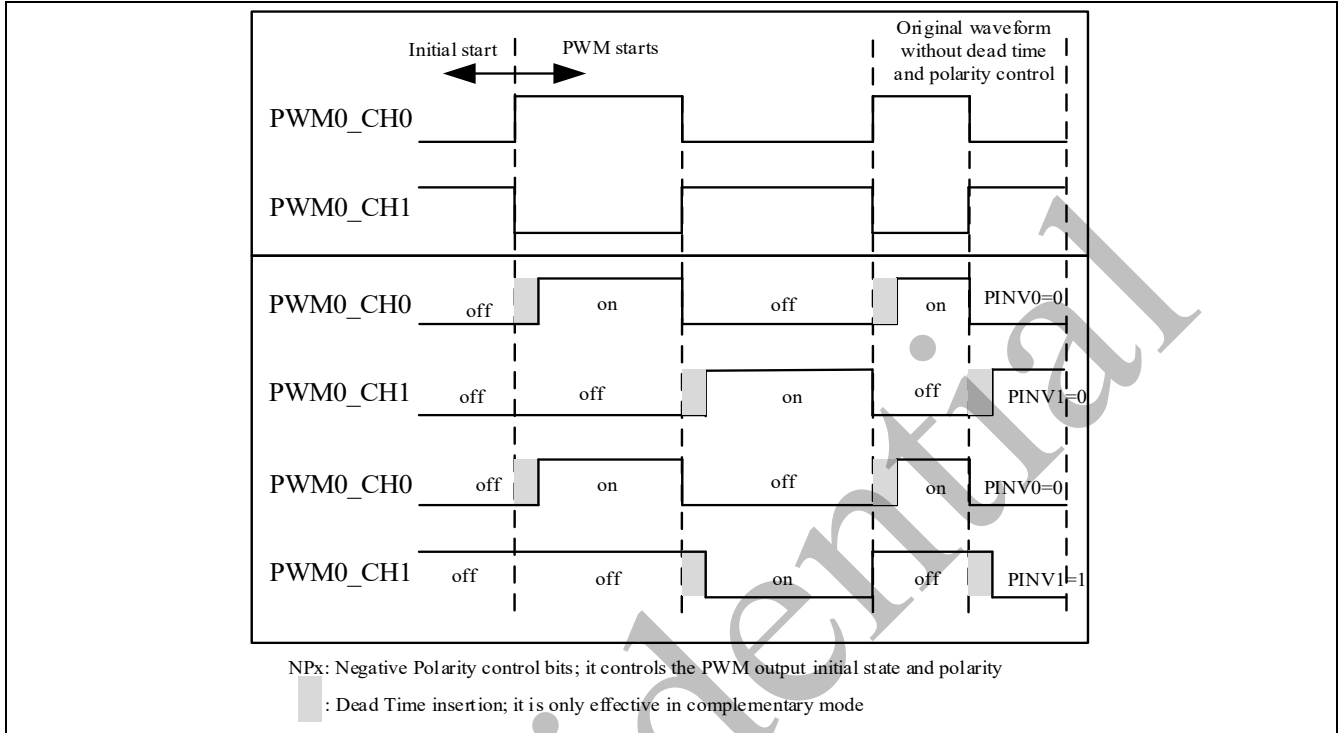 Initial start
PWM starts
Original waveform
without dead time
and polarity control
PWM0_CH0
PWM0_CH1
PWM0_CH0
off
on
off
on
PINV0=0
PWM0_CH1
off
off
on
off
PINV1=0
PWM0_CH0
off
on
off
on
PINV0=0
PWM0_CH1
off
off
on
off
PINV1=1
NPx: Negative Polarity control bits; it controls the PWM output initial state and polarity
: Dead Time insertion; it is only effective in complementary mode
idential